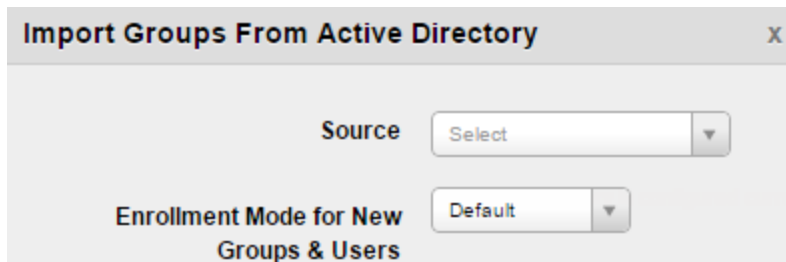 Import Groups From Active Directory x
Source Select
Enrollment Mode for New Default
Groups & Users